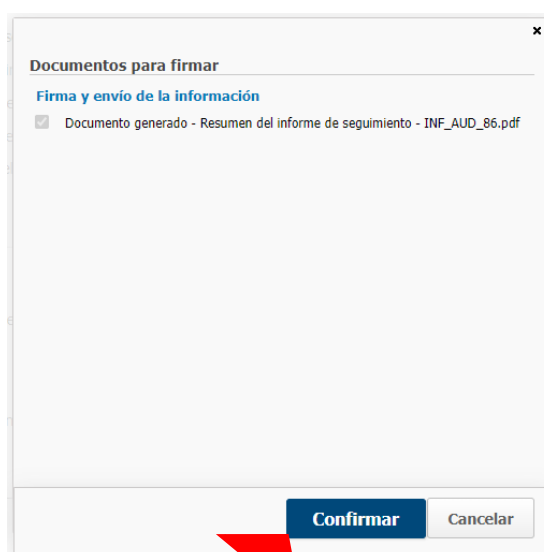 ×
Documentos para firmar
Firma y envío de la información
Documento generado - Resumen del informe de seguimiento - INF_AUD_86.pdf
Confirmar
Cancelar